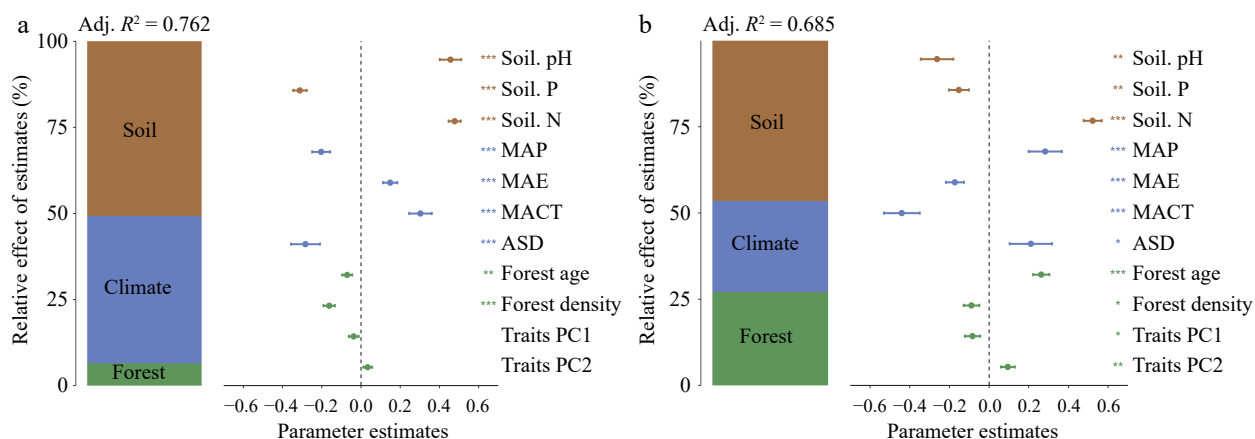 a
Adj. R² = 0.762
Relative effect of estimates (%)
100
75
50
25
0
Soil
Climate
Forest
*** Soil. pH
*** Soil. P
*** Soil. N
*** MAP
*** MAE
*** MACT
*** ASD
** Forest age
*** Forest density
Traits PC1
Traits PC2
−0.6 −0.4 −0.2 0.0 0.2 0.4 0.6
Parameter estimates
b
Adj. R² = 0.685
Relative effect of estimates (%)
100
75
50
25
0
Soil
Climate
Forest
** Soil. pH
** Soil. P
*** Soil. N
*** MAP
*** MAE
*** MACT
* ASD
*** Forest age
* Forest density
* Traits PC1
** Traits PC2
−0.6 −0.4 −0.2 0.0 0.2 0.4 0.6
Parameter estimates